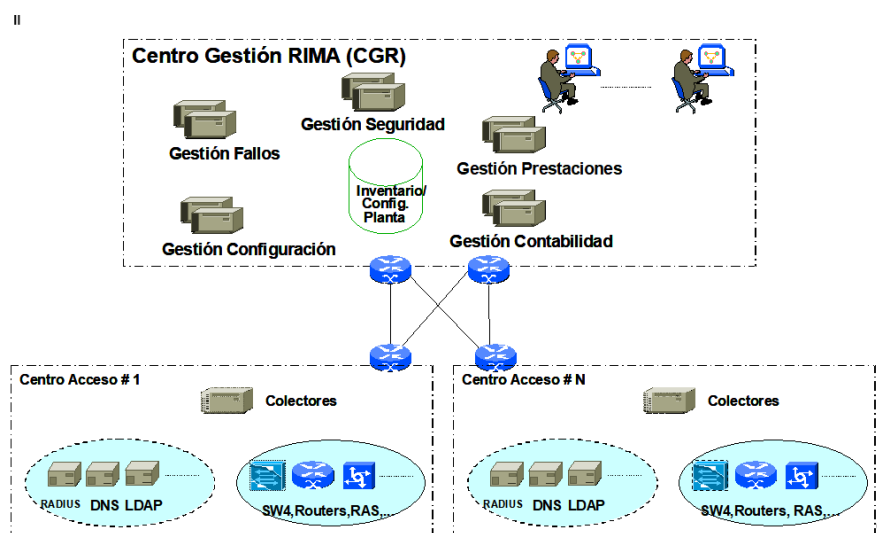 II
Centro Gestión RIMA (CGR)
Gestión Seguridad
Gestión Fallos
Gestión Prestaciones
Inventario/
Config.
Planta
Gestión Configuración
Gestión Contabilidad
Centro Acceso # 1
Colectores
RADIUS DNS LDAP
SW4,Routers,RAS,...
Centro Acceso # N
Colectores
RADIUS DNS LDAP
SW4,Routers, RAS,...